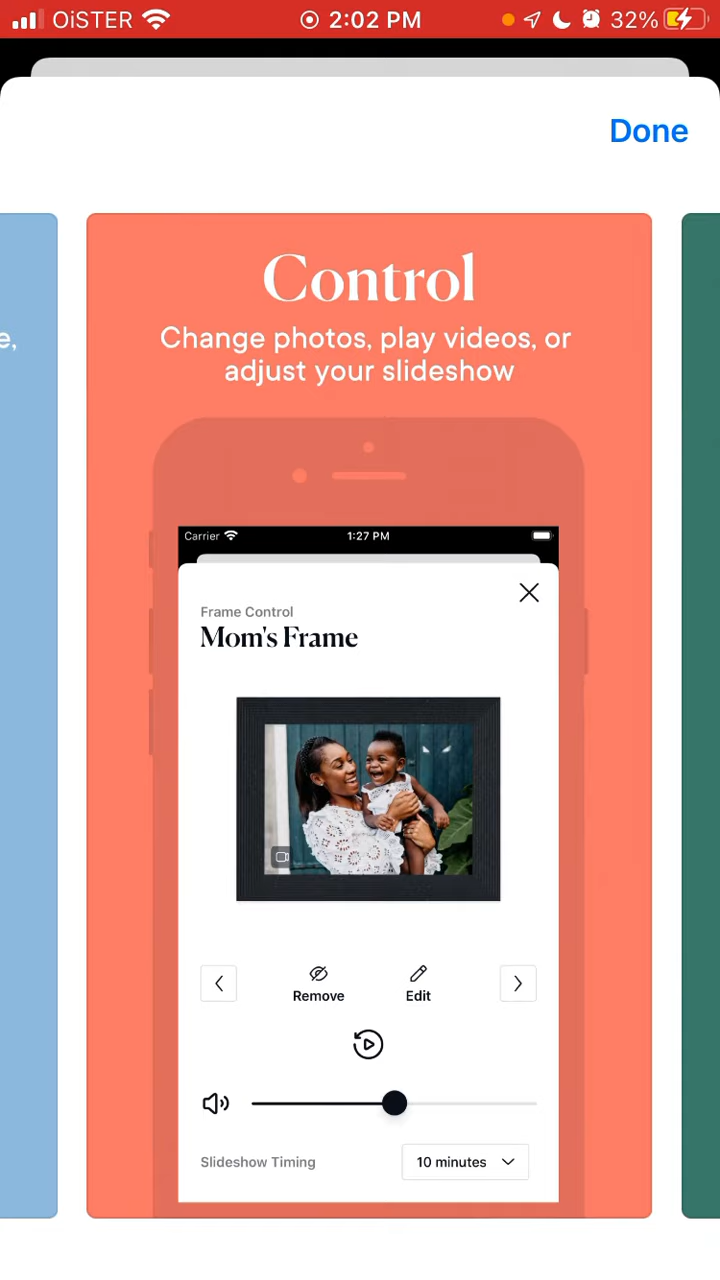 OiSTER 2:02 PM 32%
Done
e,
Control
Change photos, play videos, or
adjust your slideshow
Carrier 1:27 PM
Frame Control
Mom's Frame
Remove Edit
Slideshow Timing 10 minutes